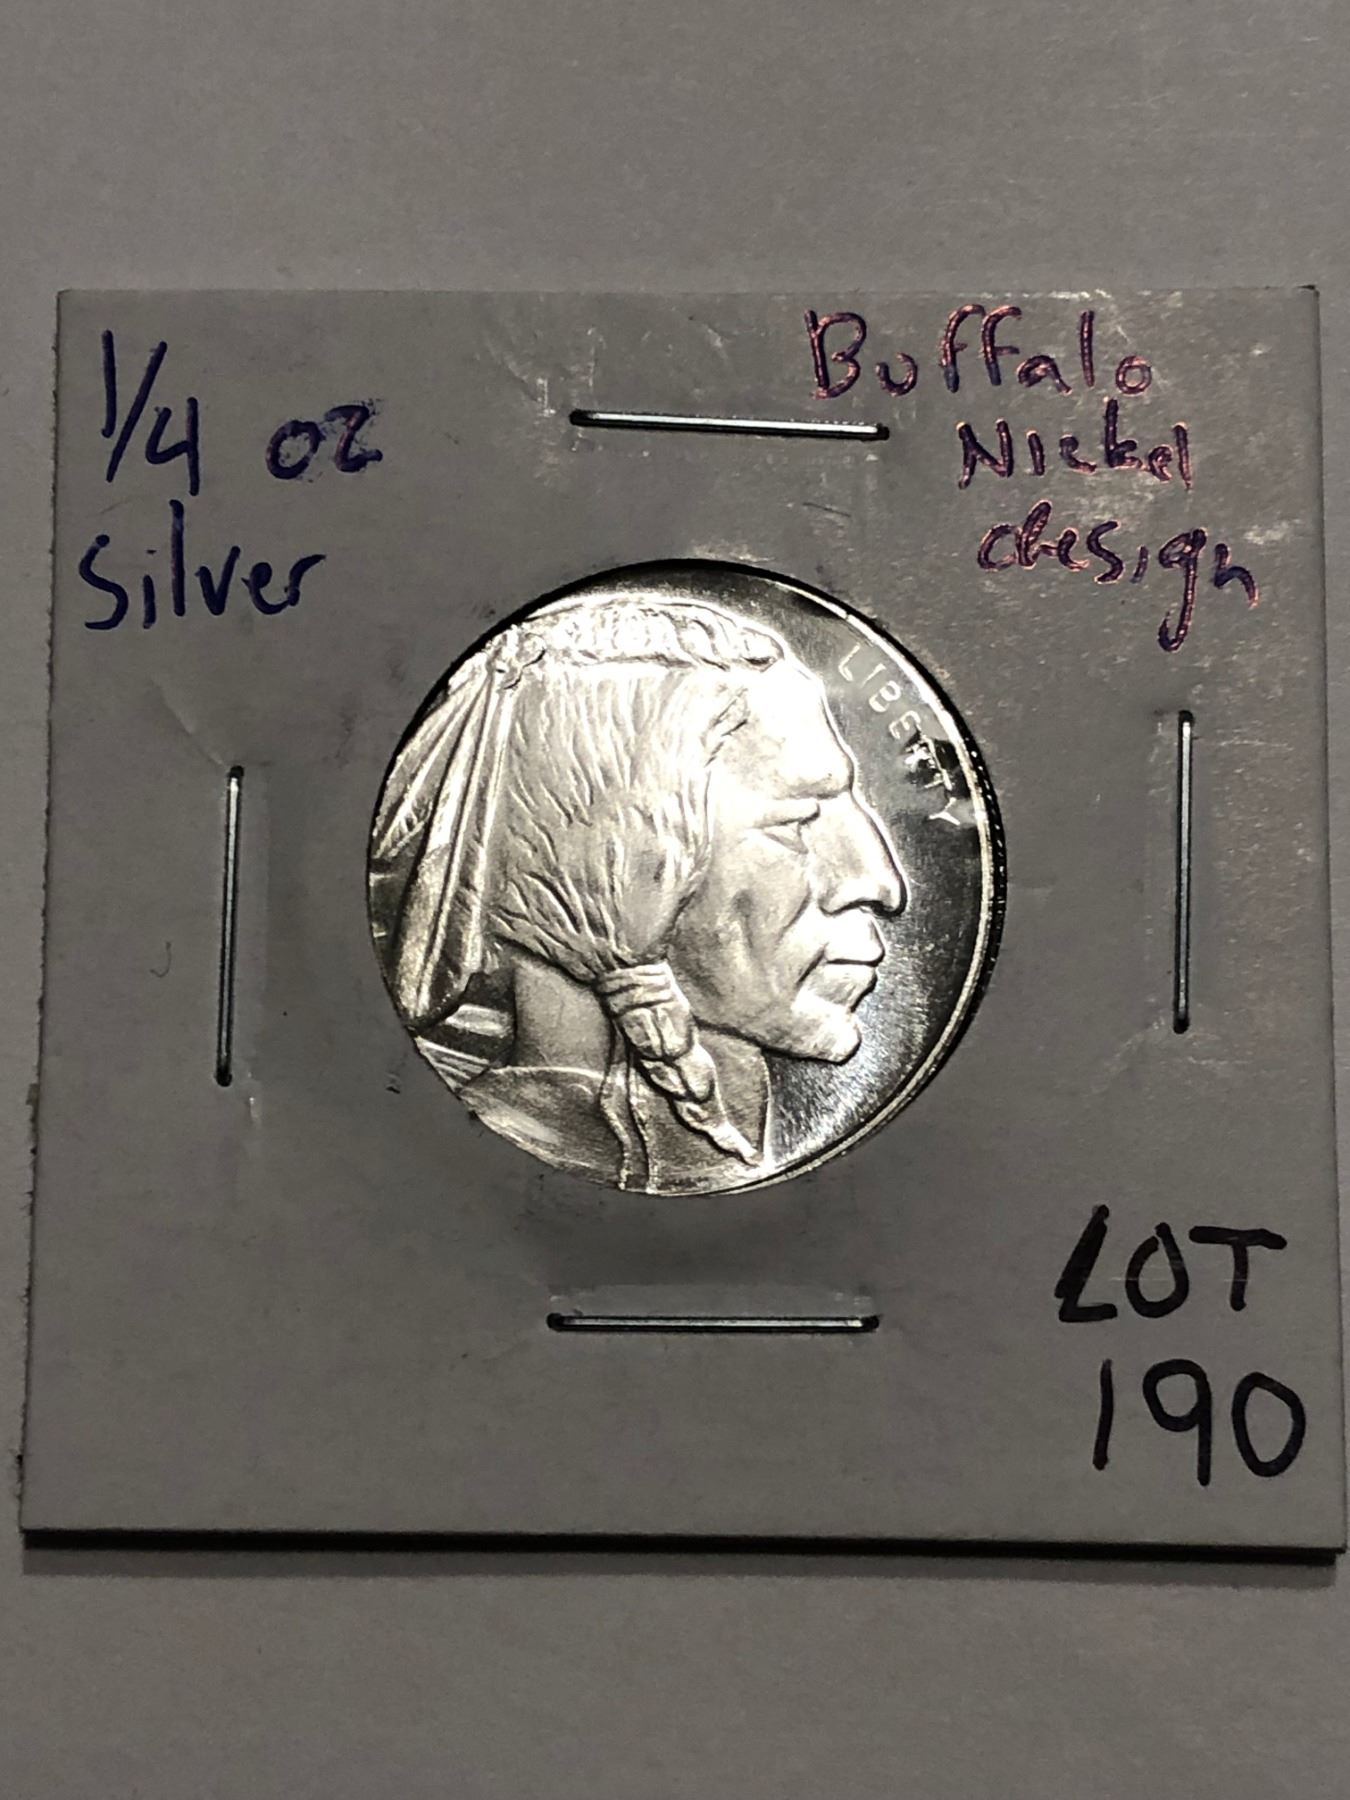 1/4 oz
silver
Buffalo
Nickel
design
LIBERTY
LOT
190